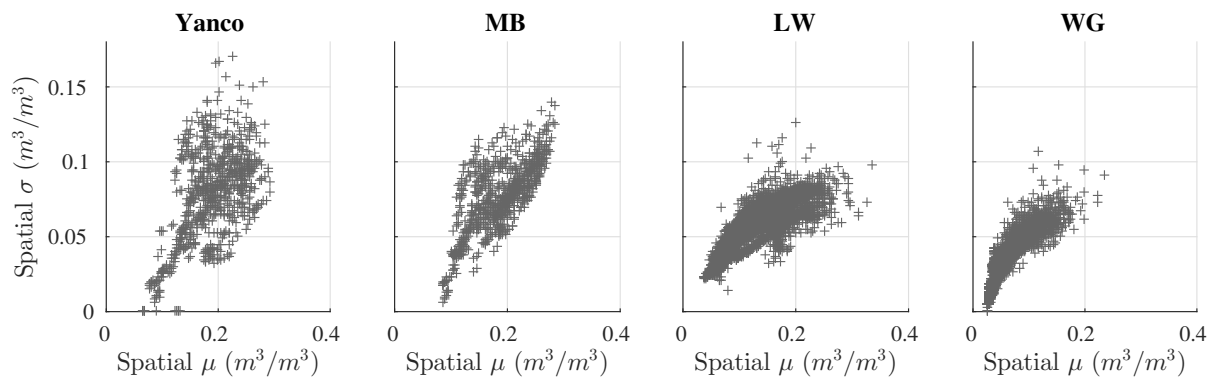 Yanco MB LW WG
Spatial σ (m³/m³)
0.15
0.1
0.05
0
0 0.2 0.4 0 0.2 0.4 0 0.2 0.4 0 0.2 0.4
Spatial μ (m³/m³) Spatial μ (m³/m³) Spatial μ (m³/m³) Spatial μ (m³/m³)